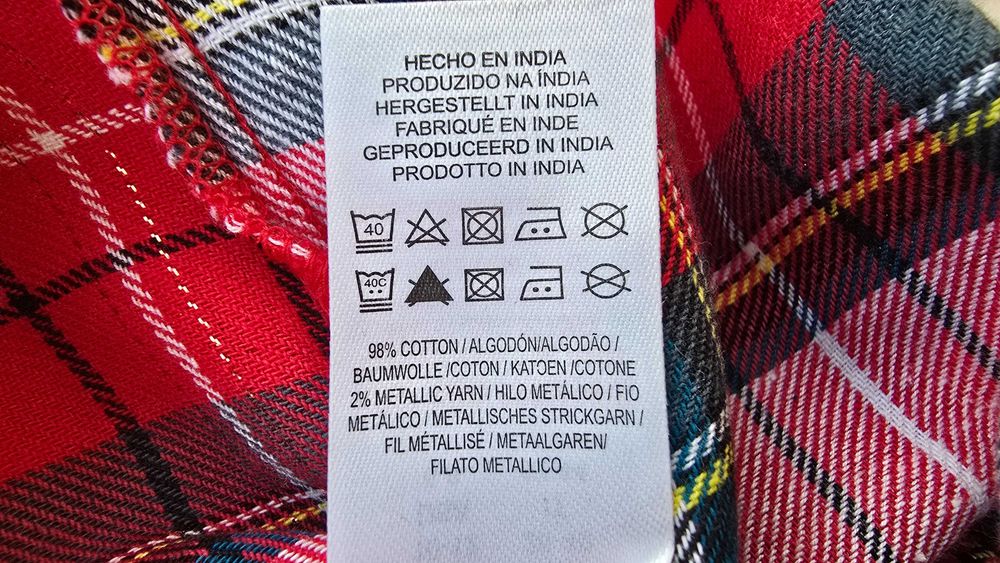 HECHO EN INDIA
PRODUZIDO NA ÍNDIA
HERGESTELLT IN INDIA
FABRIQUÉ EN INDE
GEPRODUCEERD IN INDIA
PRODOTTO IN INDIA
40
40C
98% COTTON / ALGODÓN/ALGODÃO /
BAUMWOLLE /COTON / KATOEN /COTONE
2% METALLIC YARN / HILO METÁLICO / FIO
METÁLICO / METALLISCHES STRICKGARN /
FIL MÉTALLISÉ / METAALGAREN/
FILATO METALLICO